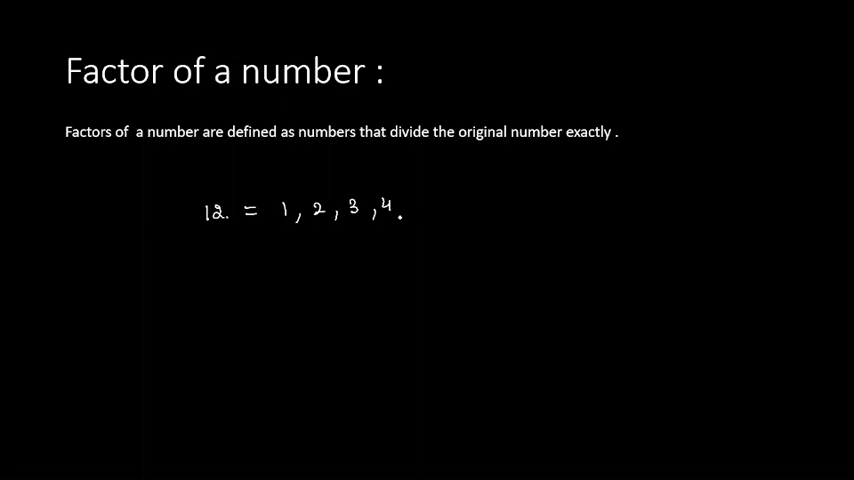 Factor of a number :
Factors of a number are defined as numbers that divide the original number exactly .
12. = 1, 2, 3, 4.